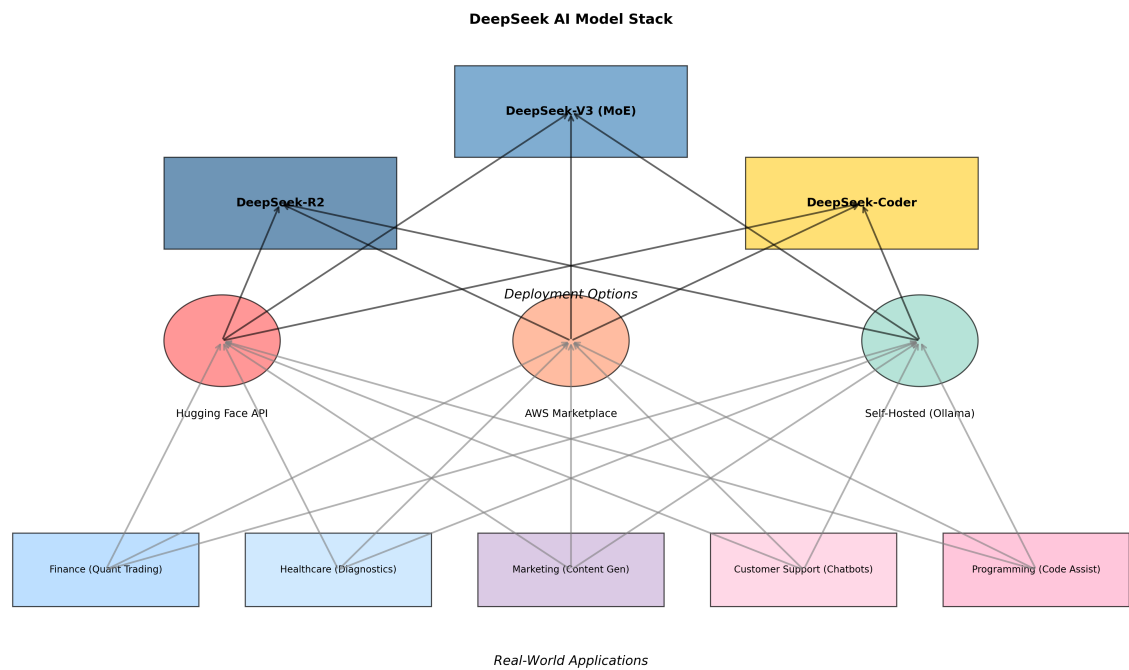 DeepSeek AI Model Stack
DeepSeek-V3 (MoE)
DeepSeek-R2
DeepSeek-Coder
Deployment Options
Hugging Face API
AWS Marketplace
Self-Hosted (Ollama)
Finance (Quant Trading)
Healthcare (Diagnostics)
Marketing (Content Gen)
Customer Support (Chatbots)
Programming (Code Assist)
Real-World Applications